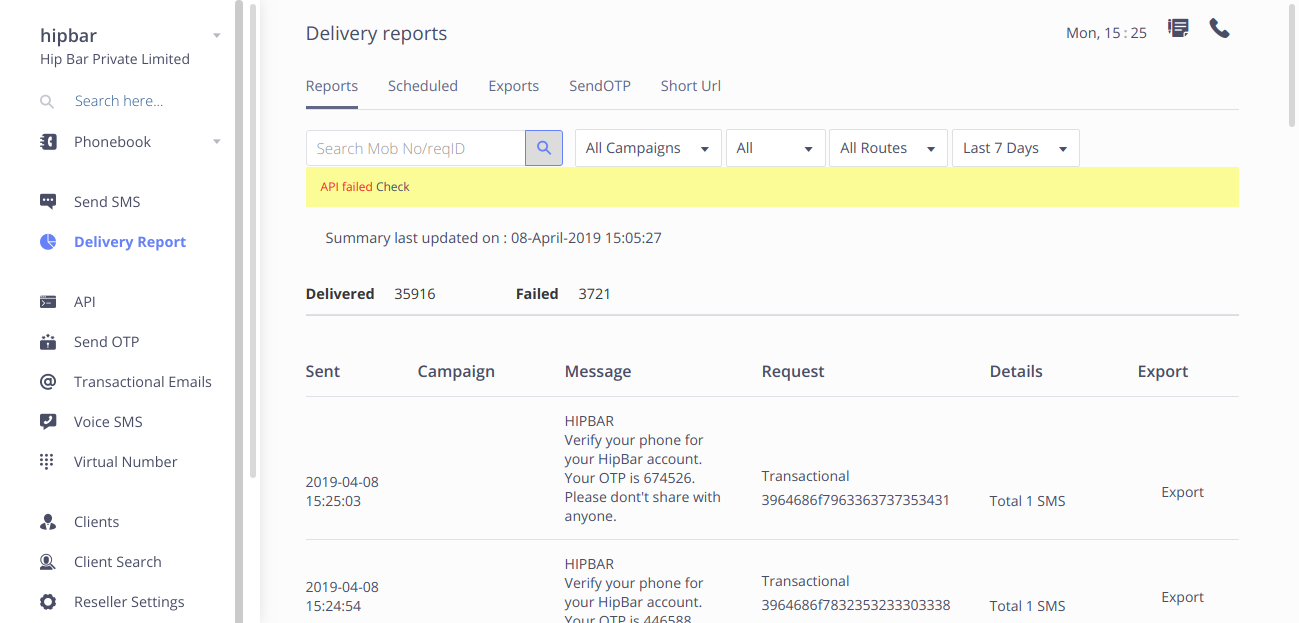 hipbar
Hip Bar Private Limited
Search here...
Phonebook
Send SMS
Delivery Report
API
Send OTP
Transactional Emails
Voice SMS
Virtual Number
Clients
Client Search
Reseller Settings
Delivery reports
Mon, 15 : 25
Reports Scheduled Exports SendOTP Short Url
Search Mob No/reqID All Campaigns All All Routes Last 7 Days
API failed Check
Summary last updated on : 08-April-2019 15:05:27
Delivered 35916 Failed 3721
Sent Campaign Message Request Details Export
2019-04-08
15:25:03
HIPBAR
Verify your phone for
your HipBar account.
Your OTP is 674526.
Please dont't share with
anyone.
Transactional
3964686f7963363737353431
Total 1 SMS
Export
2019-04-08
15:24:54
HIPBAR
Verify your phone for
your HipBar account.
Your OTP is 446588
Transactional
3964686f7832353233303338
Total 1 SMS
Export